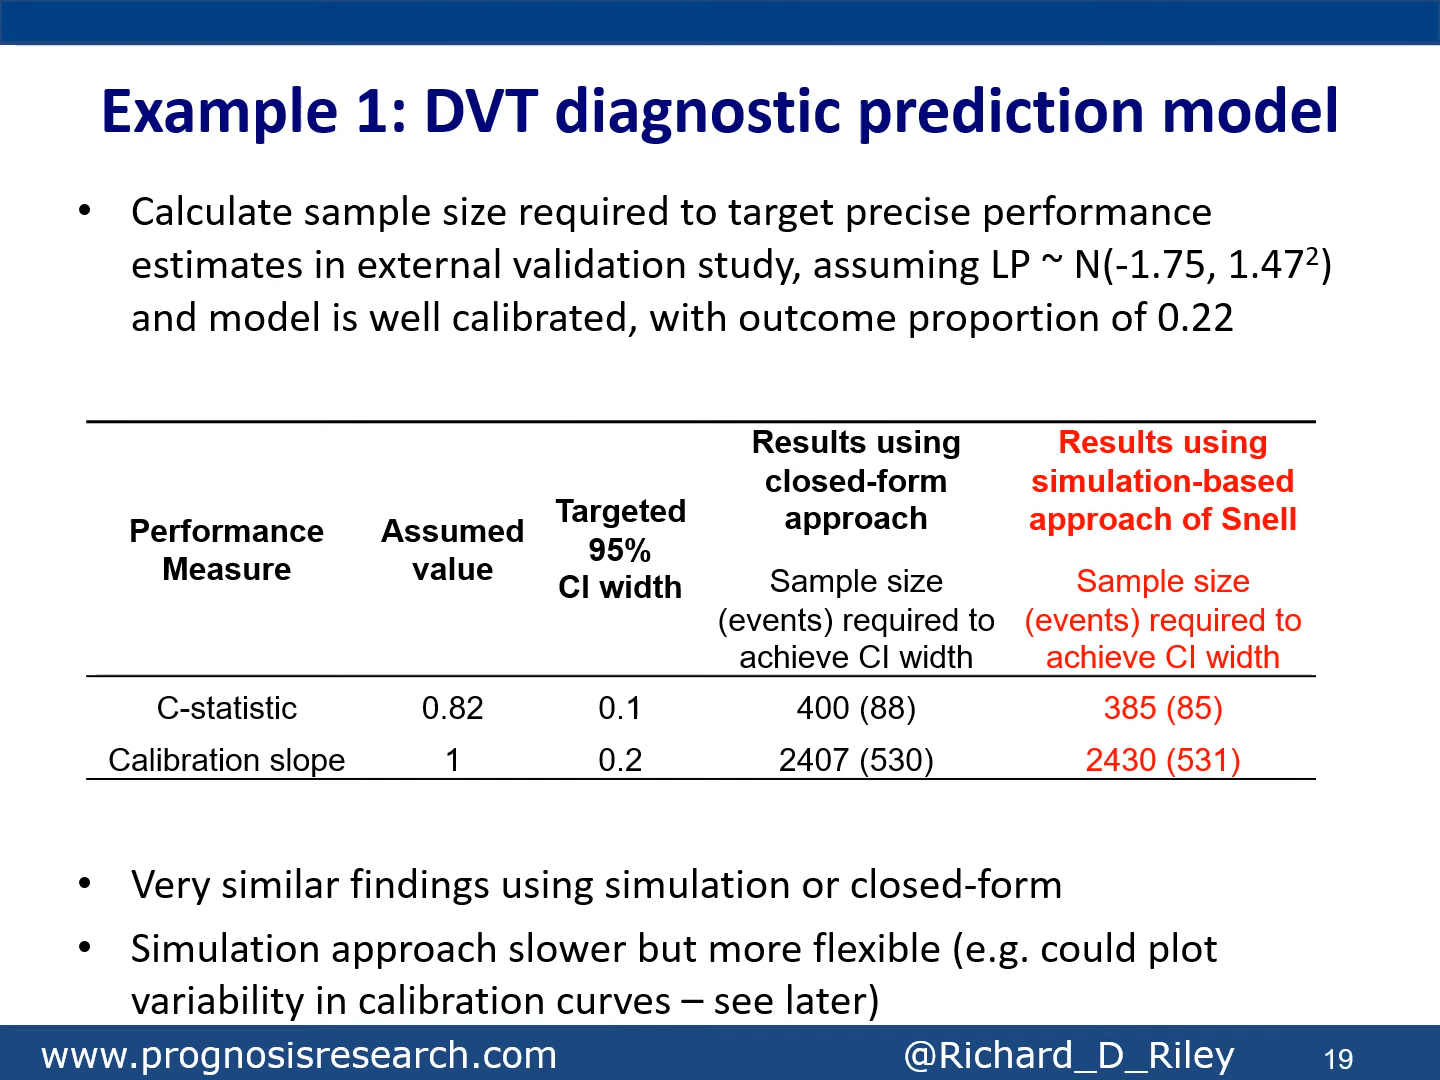 Example 1: DVT diagnostic prediction model
• Calculate sample size required to target precise performance
estimates in external validation study, assuming LP ~ N(-1.75, 1.47²)
and model is well calibrated, with outcome proportion of 0.22
Performance
Measure
Assumed
value
Targeted
95%
CI width
Results using
closed-form
approach
Sample size
(events) required to
achieve CI width
Results using
simulation-based
approach of Snell
Sample size
(events) required to
achieve CI width
C-statistic 0.82 0.1 400 (88) 385 (85)
Calibration slope 1 0.2 2407 (530) 2430 (531)
• Very similar findings using simulation or closed-form
• Simulation approach slower but more flexible (e.g. could plot
variability in calibration curves – see later)
www.prognosisresearch.com @Richard_D_Riley 19